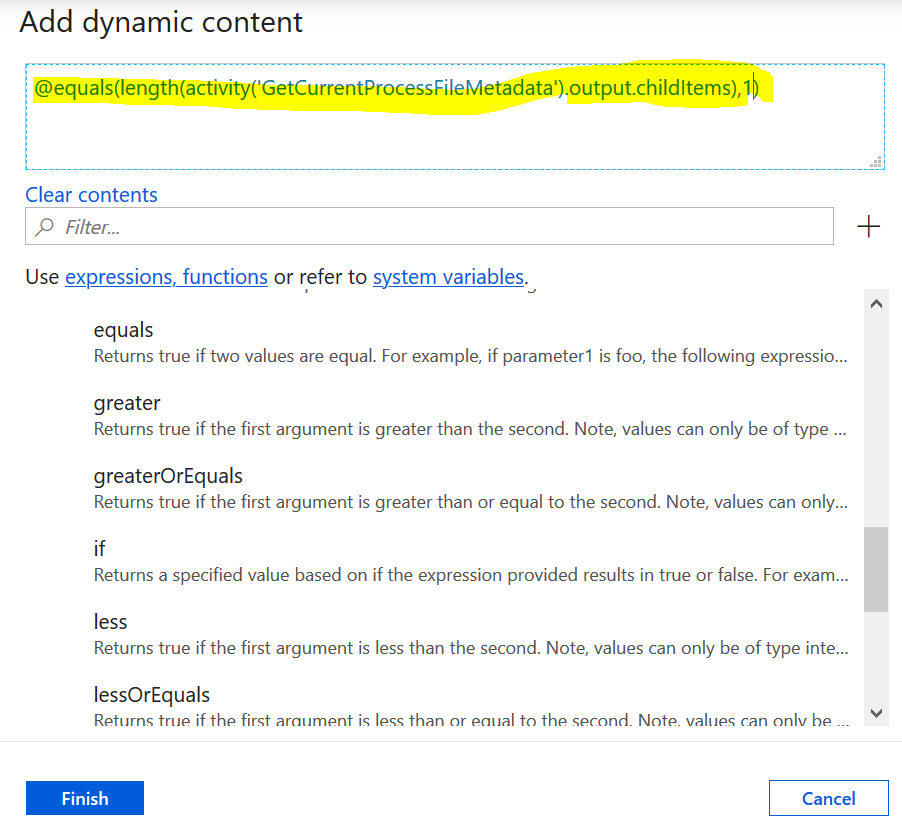 Add dynamic content
@equals(length(activity('GetCurrentProcessFileMetadata').output.childItems),1)
Clear contents
Filter...
Use expressions, functions or refer to system variables.
equals
Returns true if two values are equal. For example, if parameter1 is foo, the following expressio...
greater
Returns true if the first argument is greater than the second. Note, values can only be of type ...
greaterOrEquals
Returns true if the first argument is greater than or equal to the second. Note, values can only...
if
Returns a specified value based on if the expression provided results in true or false. For exam...
less
Returns true if the first argument is less than the second. Note, values can only be of type inte...
lessOrEquals
Returns true if the first argument is less than or equal to the second. Note, values can only be ...
Finish
Cancel